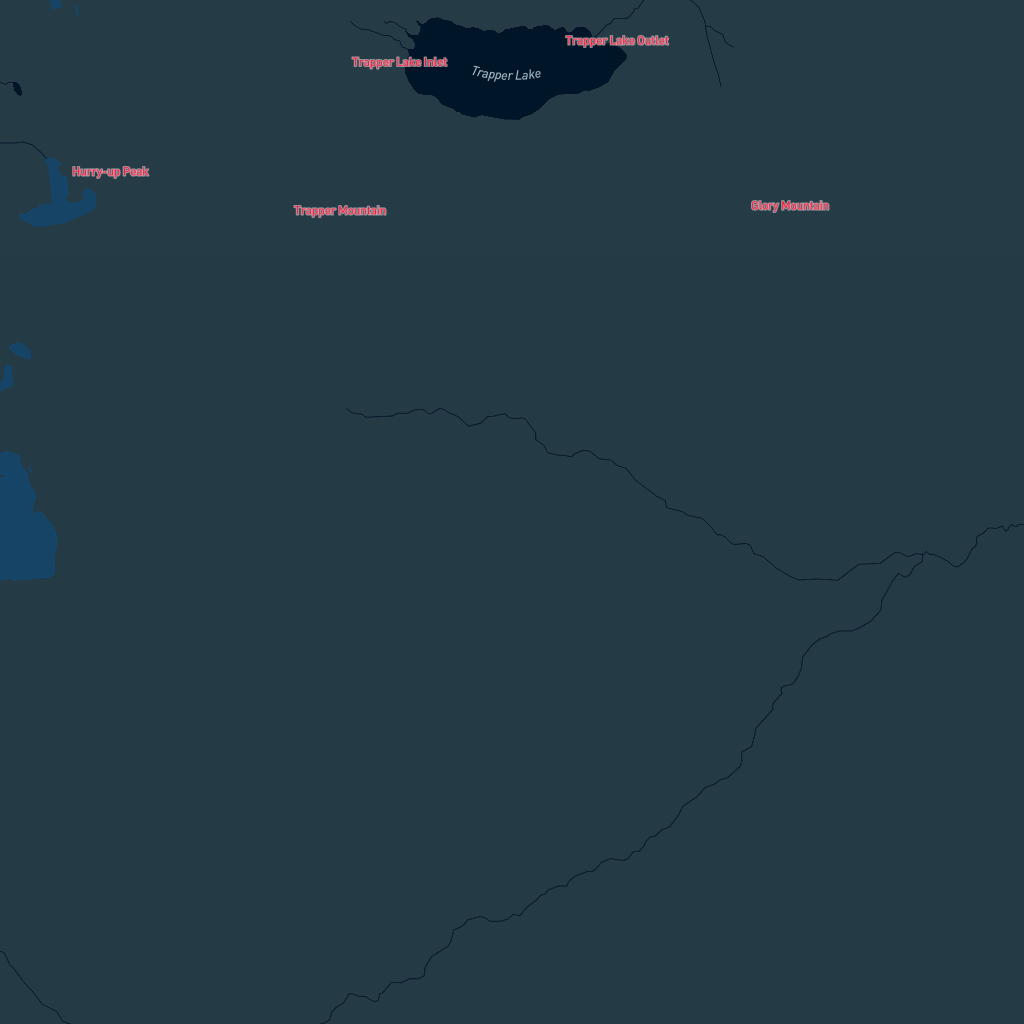 Trapper Lake Outlet
Trapper Lake Inlet
Trapper Lake
Hurry-up Peak
Trapper Mountain
Glory Mountain